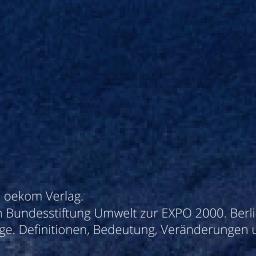 oekom Verlag.
Bundesstiftung Umwelt zur EXPO 2000. Berli
ge. Definitionen, Bedeutung, Veränderungen u